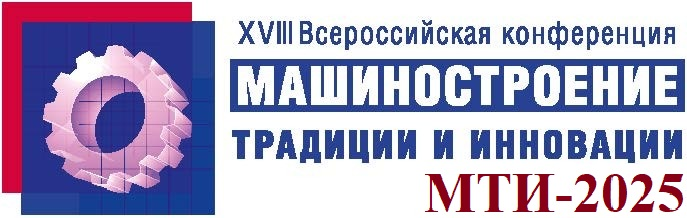 XVIII Всероссийская конференция
МАШИНОСТРОЕНИЕ
ТРАДИЦИИ И ИННОВАЦИИ
МТИ-2025